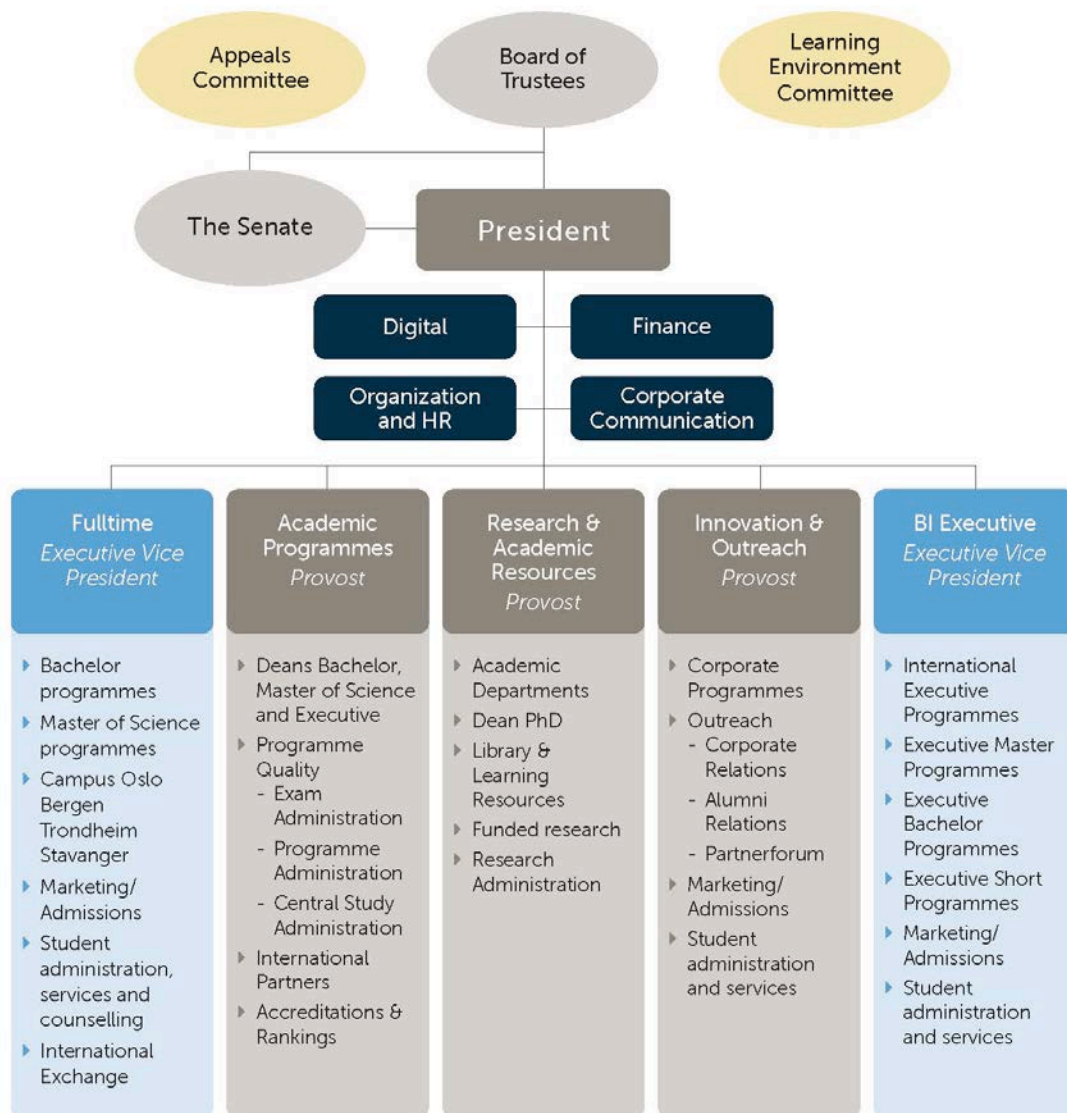 Appeals
Committee
Board of
Trustees
Learning
Environment
Committee
The Senate
President
Digital
Finance
Organization
and HR
Corporate
Communication
Fulltime
Executive Vice
President
Bachelor
programmes
Master of Science
programmes
Campus Oslo
Bergen
Trondheim
Stavanger
Marketing/
Admissions
Student
administration,
services and
counselling
International
Exchange
Academic
Programmes
Provost
Deans Bachelor,
Master of Science
and Executive
Programme
Quality
- Exam
Administration
- Programme
Administration
- Central Study
Administration
International
Partners
Accreditations &
Rankings
Research &
Academic
Resources
Provost
Academic
Departments
Dean PhD
Library &
Learning
Resources
Funded research
Research
Administration
Innovation &
Outreach
Provost
Corporate
Programmes
Outreach
- Corporate
Relations
- Alumni
Relations
- Partnerforum
Marketing/
Admissions
Student
administration
and services
BI Executive
Executive Vice
President
International
Executive
Programmes
Executive Master
Programmes
Executive
Bachelor
Programmes
Executive Short
Programmes
Marketing/
Admissions
Student
administration
and services